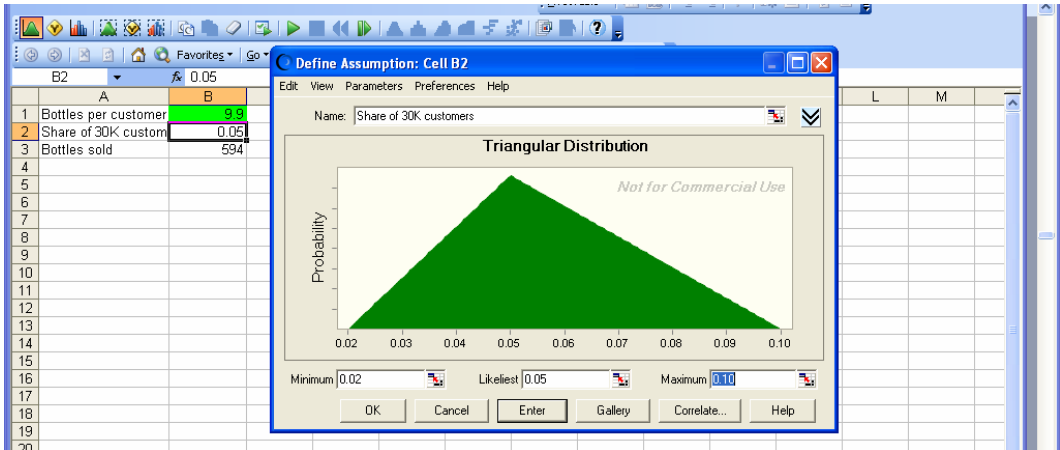 Favorites Go
B2 fx 0.05
A B L M
1 Bottles per customer 9.9
2 Share of 30K custom 0.05
3 Bottles sold 594
4
5
6
7
8
9
10
11
12
13
14
15
16
17
18
19
20
Define Assumption: Cell B2
Edit View Parameters Preferences Help
Name: Share of 30K customers
Triangular Distribution
Not for Commercial Use
Probability
0.02 0.03 0.04 0.05 0.06 0.07 0.08 0.09 0.10
Minimum 0.02 Likeliest 0.05 Maximum 0.10
OK Cancel Enter Gallery Correlate... Help